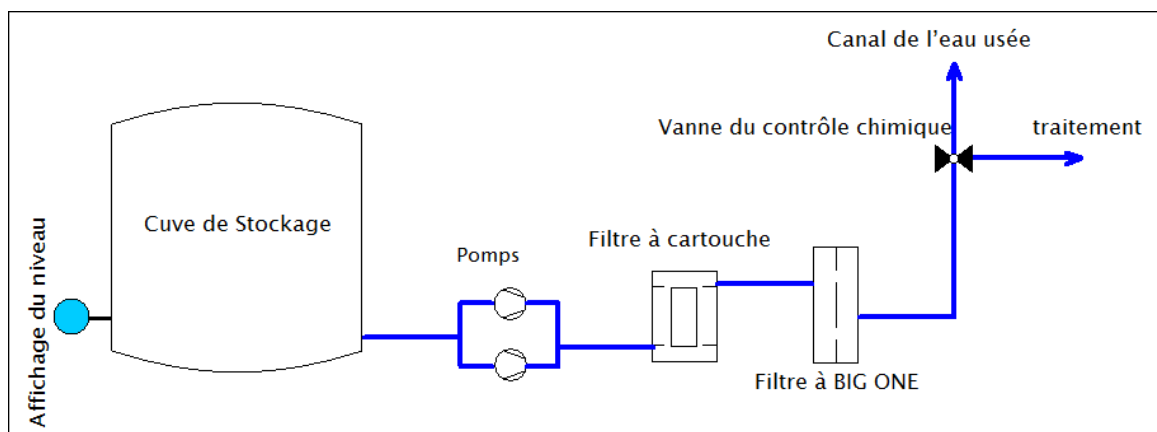 Canal de l'eau usée
Vanne du contrôle chimique
traitement
Cuve de Stockage
Affichage du niveau
Pomps
Filtre à cartouche
Filtre à BIG ONE